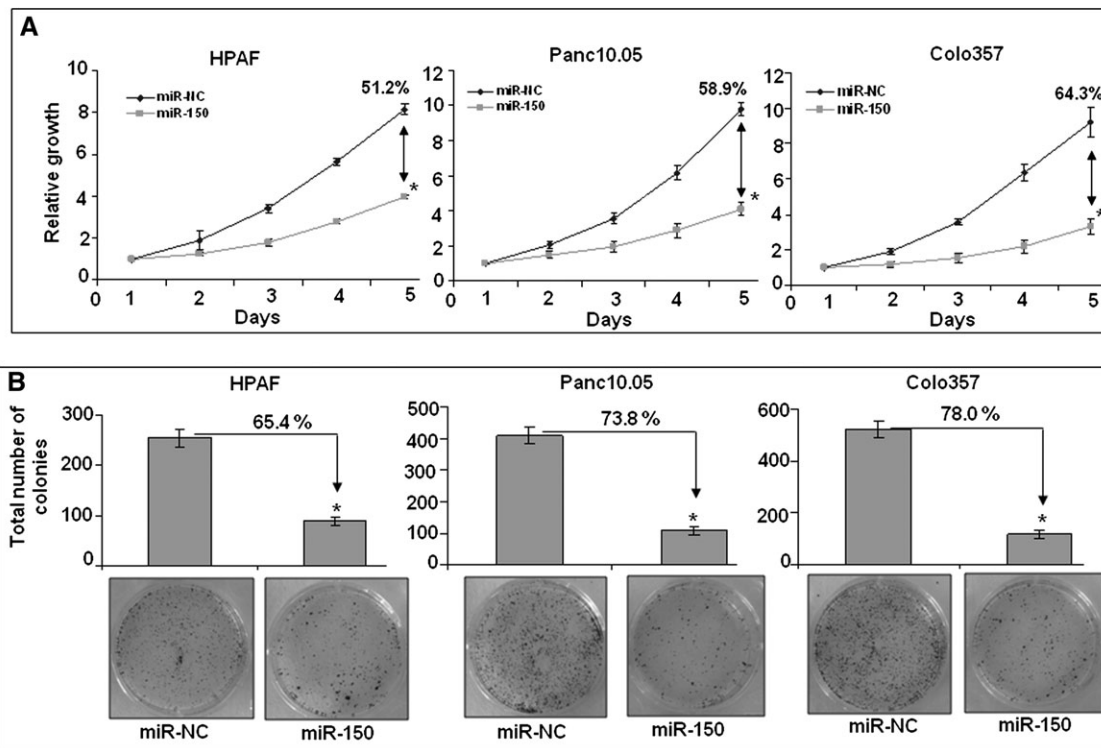 A
HPAF
Panc10.05
Colo357
Relative growth
10
8
6
4
2
0
miR-NC
miR-150
51.2%
*
0 1 2 3 4 5
Days
12
10
8
6
4
2
0
miR-NC
miR-150
58.9%
*
0 1 2 3 4 5
Days
12
10
8
6
4
2
0
miR-NC
miR-150
64.3%
*
0 1 2 3 4 5
Days
B
HPAF
Panc10.05
Colo357
Total number of
colonies
300
200
100
0
65.4 %
*
500
400
300
200
100
0
73.8 %
*
600
400
200
0
78.0 %
*
miR-NC
miR-150
miR-NC
miR-150
miR-NC
miR-150